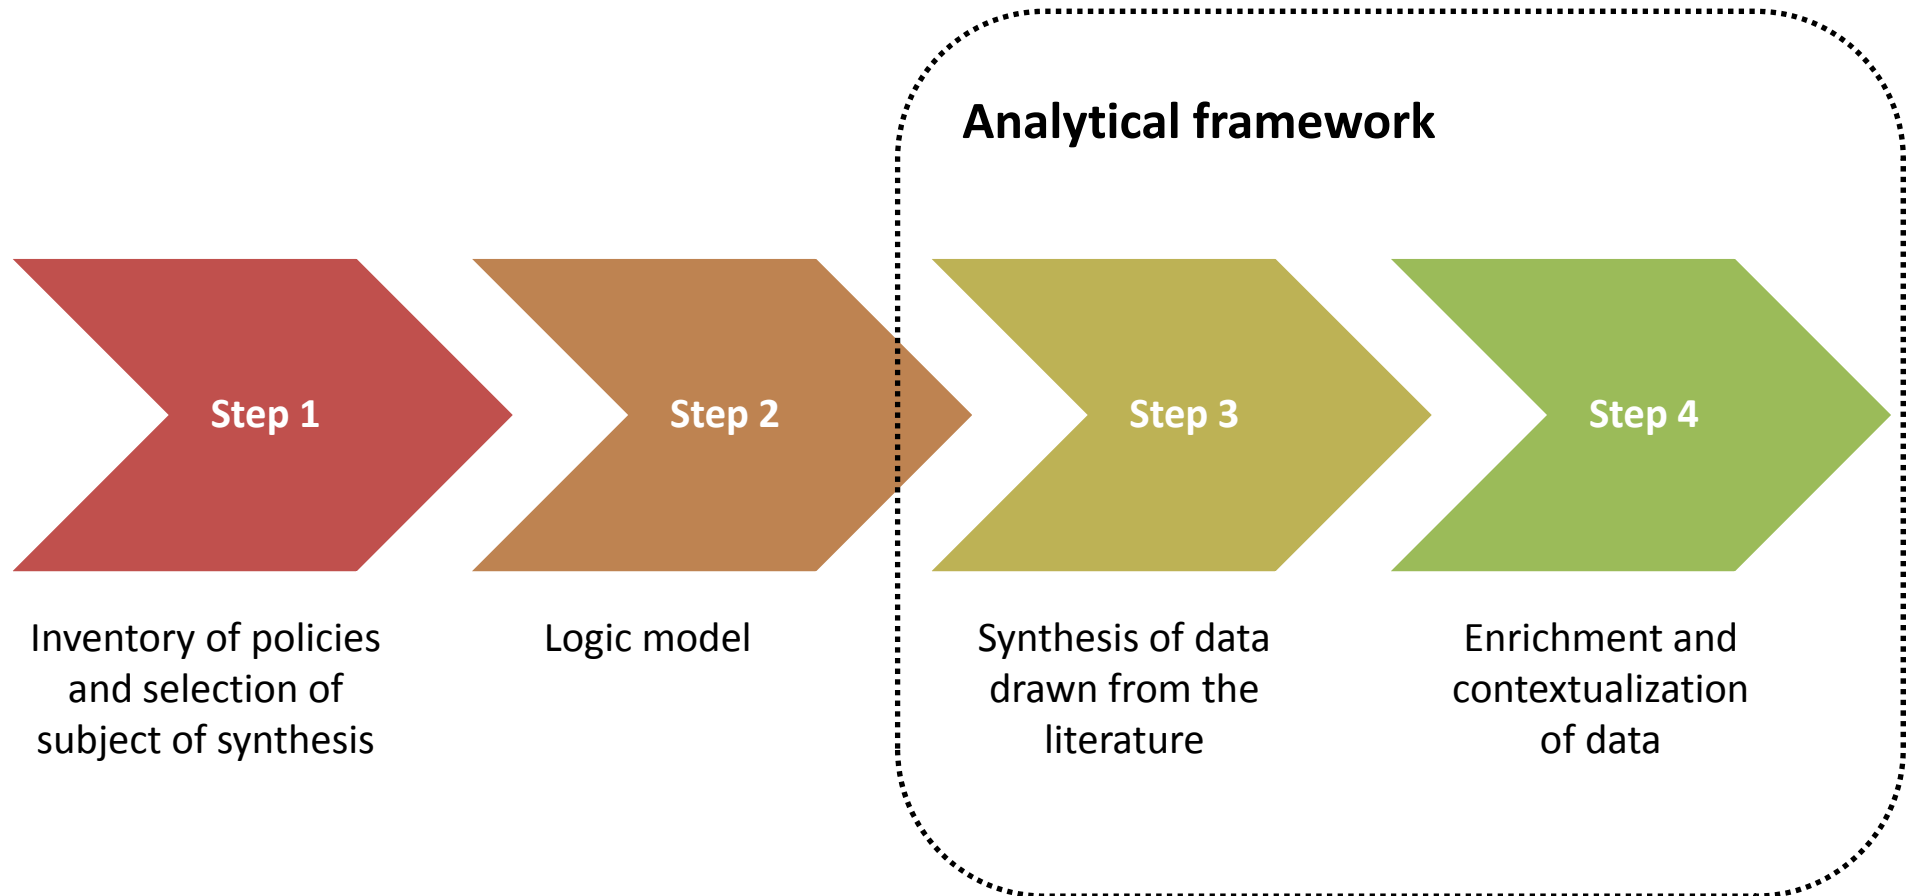 Analytical framework
Step 1
Step 2
Step 3
Step 4
Inventory of policies
and selection of
subject of synthesis
Logic model
Synthesis of data
drawn from the
literature
Enrichment and
contextualization
of data